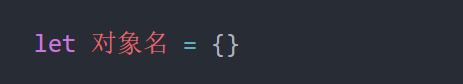 let 对象名 = {}